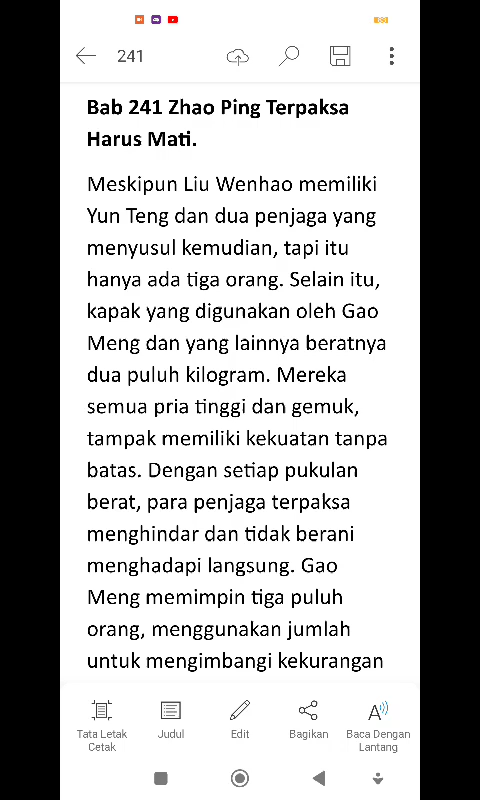 241
Bab 241 Zhao Ping Terpaksa
Harus Mati.
Meskipun Liu Wenhao memiliki
Yun Teng dan dua penjaga yang
menyusul kemudian, tapi itu
hanya ada tiga orang. Selain itu,
kapak yang digunakan oleh Gao
Meng dan yang lainnya beratnya
dua puluh kilogram. Mereka
semua pria tinggi dan gemuk,
tampak memiliki kekuatan tanpa
batas. Dengan setiap pukulan
berat, para penjaga terpaksa
menghindar dan tidak berani
menghadapi langsung. Gao
Meng memimpin tiga puluh
orang, menggunakan jumlah
untuk mengimbangi kekurangan
Tata Letak
Cetak
Judul
Edit
Bagikan
Baca Dengan
Lantang